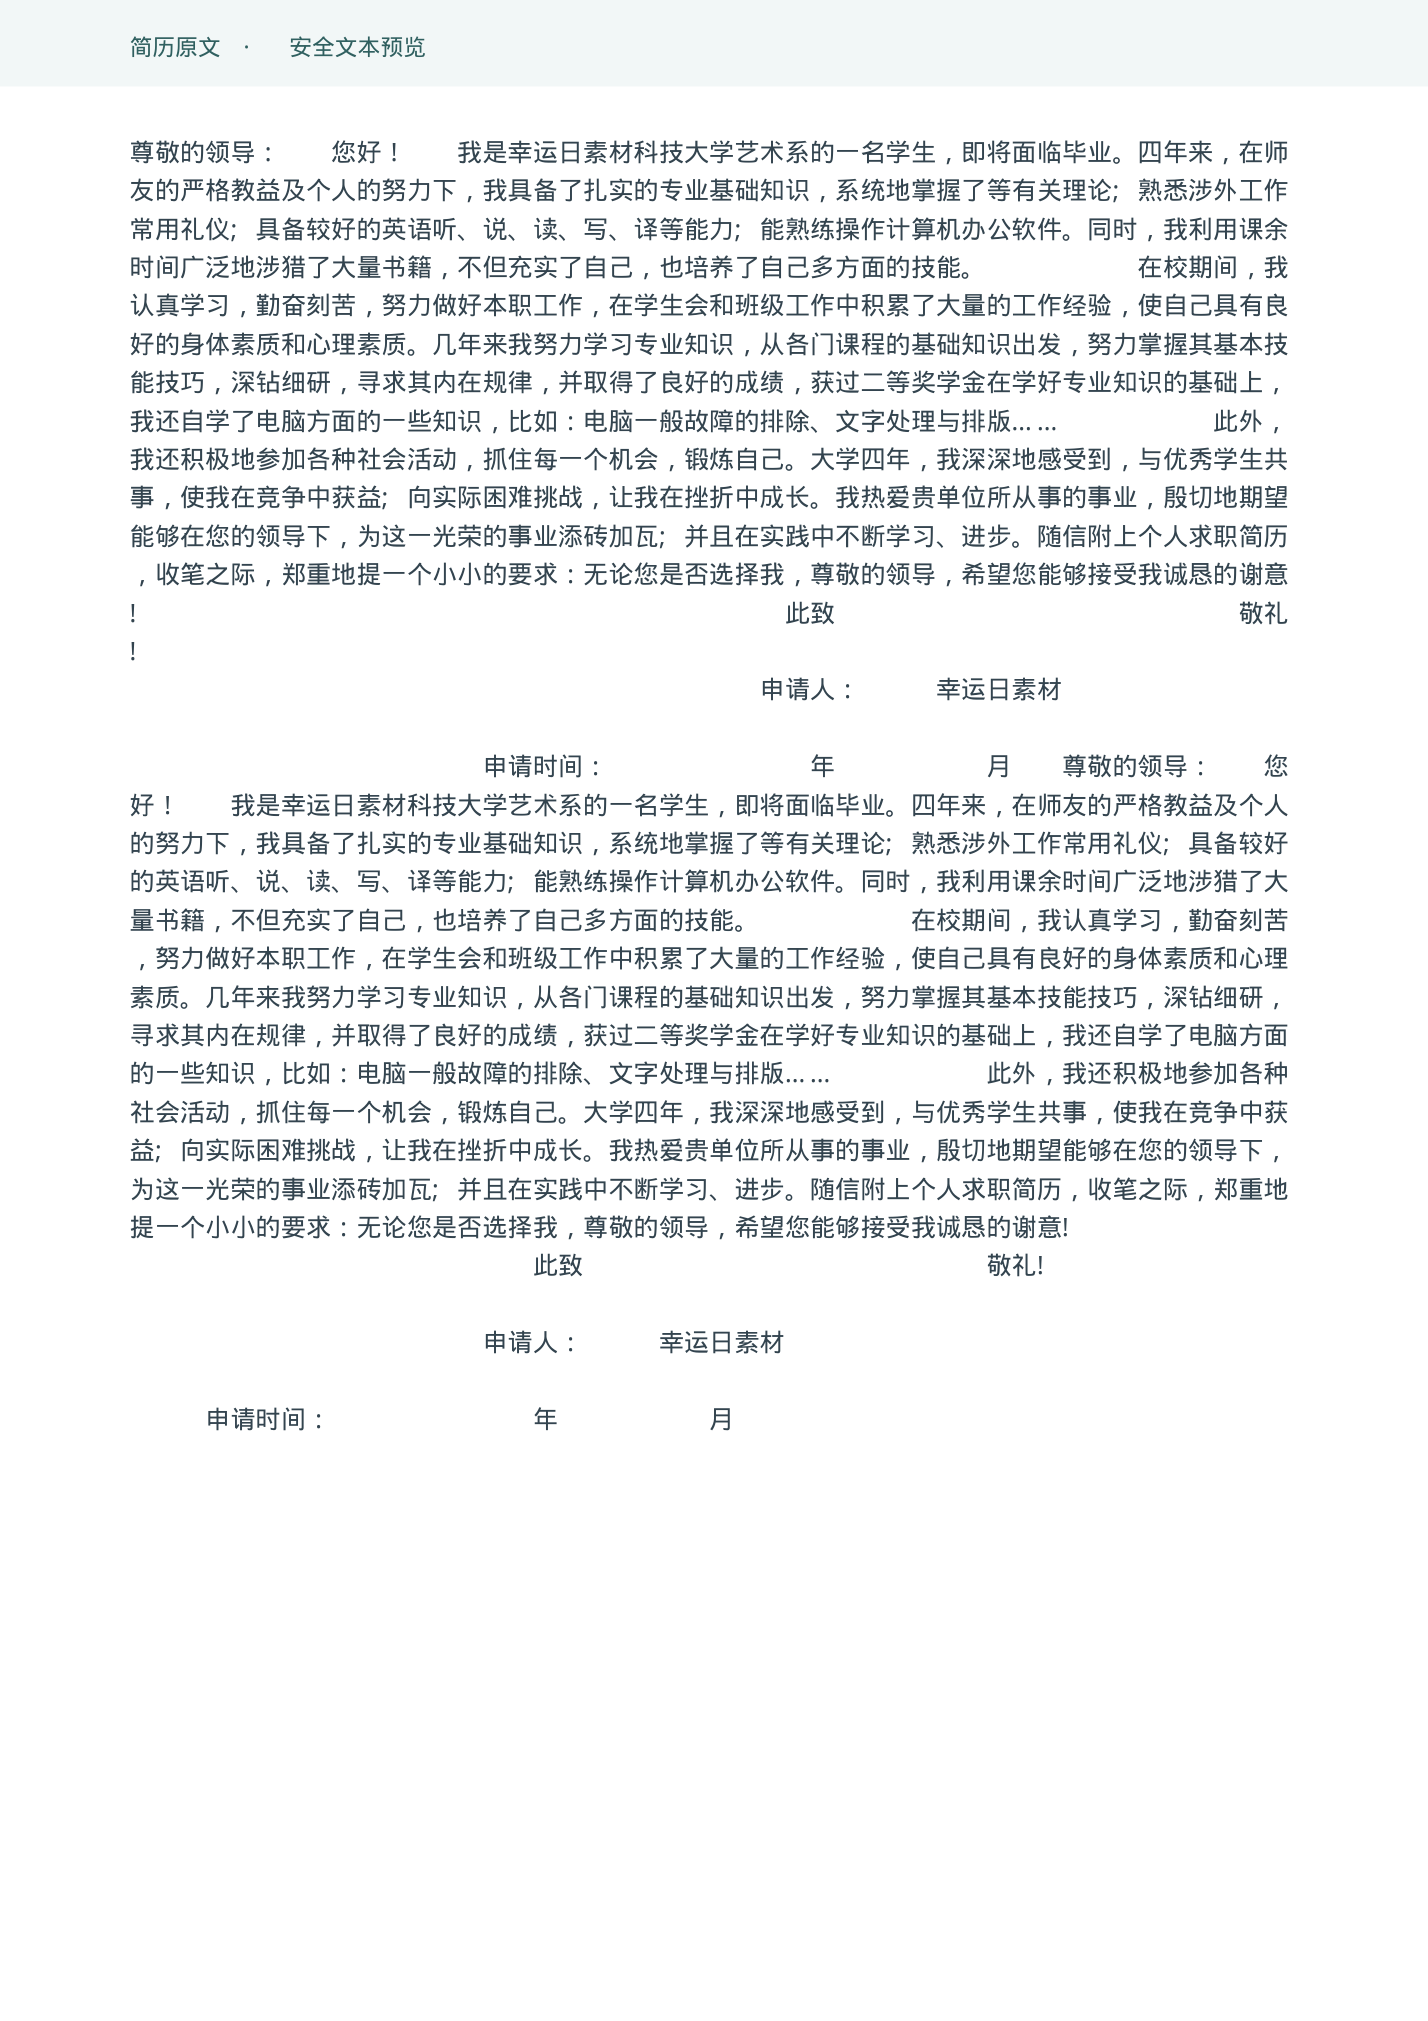 简历原文 · 安全文本预览
尊敬的领导： 您好！ 我是幸运日素材科技大学艺术系的一名学生，即将面临毕业。四年来，在师
友的严格教益及个人的努力下，我具备了扎实的专业基础知识，系统地掌握了等有关理论；熟悉涉外工作
常用礼仪；具备较好的英语听、说、读、写、译等能力；能熟练操作计算机办公软件。同时，我利用课余
时间广泛地涉猎了大量书籍，不但充实了自己，也培养了自己多方面的技能。 在校期间，我
认真学习，勤奋刻苦，努力做好本职工作，在学生会和班级工作中积累了大量的工作经验，使自己具有良
好的身体素质和心理素质。几年来我努力学习专业知识，从各门课程的基础知识出发，努力掌握其基本技
能技巧，深钻细研，寻求其内在规律，并取得了良好的成绩，获过二等奖学金在学好专业知识的基础上，
我还自学了电脑方面的一些知识，比如：电脑一般故障的排除、文字处理与排版…… 此外，
我还积极地参加各种社会活动，抓住每一个机会，锻炼自己。大学四年，我深深地感受到，与优秀学生共
事，使我在竞争中获益；向实际困难挑战，让我在挫折中成长。我热爱贵单位所从事的事业，殷切地期望
能够在您的领导下，为这一光荣的事业添砖加瓦；并且在实践中不断学习、进步。随信附上个人求职简历
，收笔之际，郑重地提一个小小的要求：无论您是否选择我，尊敬的领导，希望您能够接受我诚恳的谢意
! 此致 敬礼
!
申请人： 幸运日素材
申请时间： 年 月 尊敬的领导： 您
好！ 我是幸运日素材科技大学艺术系的一名学生，即将面临毕业。四年来，在师友的严格教益及个人
的努力下，我具备了扎实的专业基础知识，系统地掌握了等有关理论；熟悉涉外工作常用礼仪；具备较好
的英语听、说、读、写、译等能力；能熟练操作计算机办公软件。同时，我利用课余时间广泛地涉猎了大
量书籍，不但充实了自己，也培养了自己多方面的技能。 在校期间，我认真学习，勤奋刻苦
，努力做好本职工作，在学生会和班级工作中积累了大量的工作经验，使自己具有良好的身体素质和心理
素质。几年来我努力学习专业知识，从各门课程的基础知识出发，努力掌握其基本技能技巧，深钻细研，
寻求其内在规律，并取得了良好的成绩，获过二等奖学金在学好专业知识的基础上，我还自学了电脑方面
的一些知识，比如：电脑一般故障的排除、文字处理与排版…… 此外，我还积极地参加各种
社会活动，抓住每一个机会，锻炼自己。大学四年，我深深地感受到，与优秀学生共事，使我在竞争中获
益；向实际困难挑战，让我在挫折中成长。我热爱贵单位所从事的事业，殷切地期望能够在您的领导下，
为这一光荣的事业添砖加瓦；并且在实践中不断学习、进步。随信附上个人求职简历，收笔之际，郑重地
提一个小小的要求：无论您是否选择我，尊敬的领导，希望您能够接受我诚恳的谢意!
此致 敬礼!
申请人： 幸运日素材
申请时间： 年 月